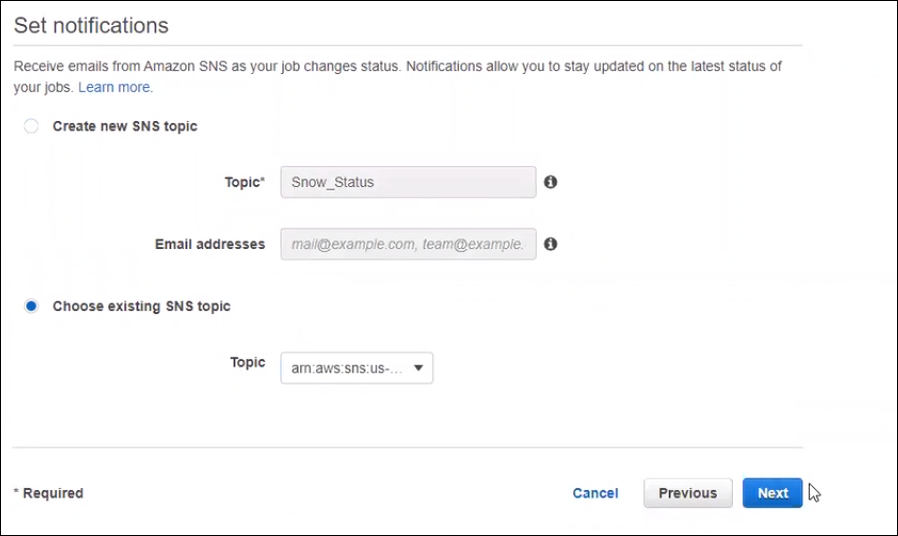 Set notifications
Receive emails from Amazon SNS as your job changes status. Notifications allow you to stay updated on the latest status of
your jobs. Learn more.
Create new SNS topic
Topic* Snow_Status
Email addresses mail@example.com, team@example.
Choose existing SNS topic
Topic arn:aws:sns:us-...
* Required Cancel Previous Next